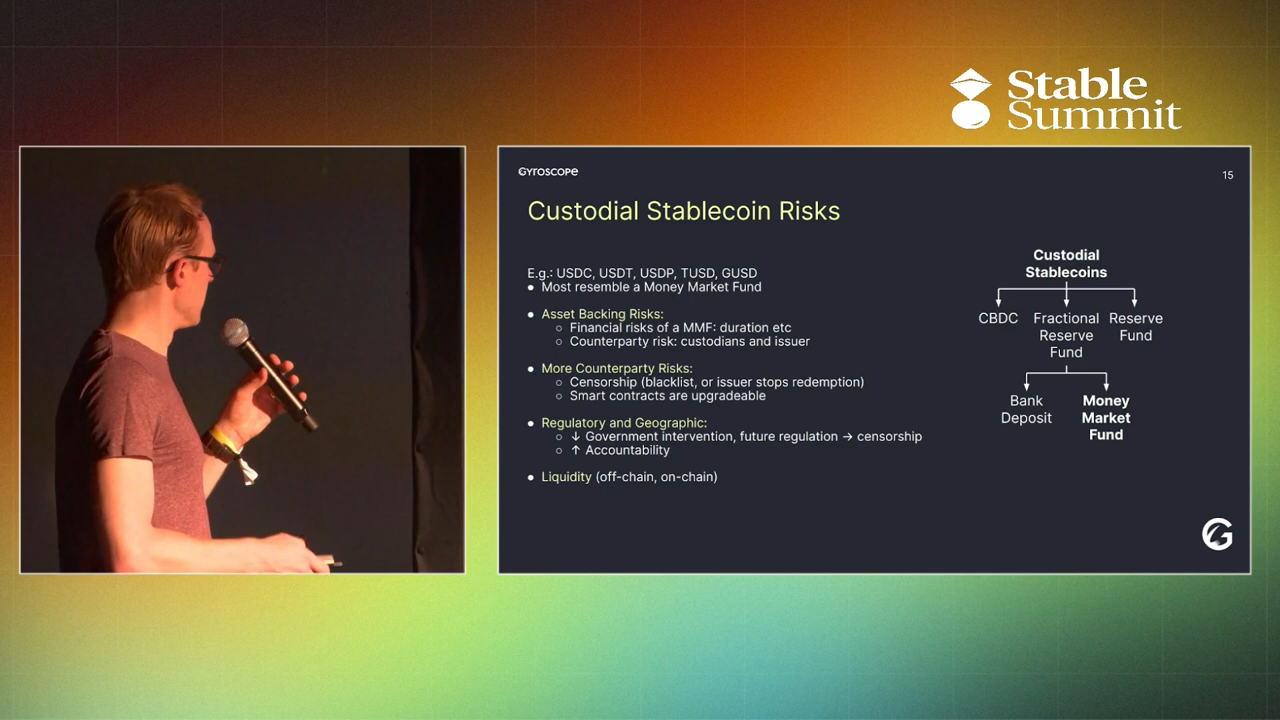 Stable
Summit
GYROSCOPE
15
Custodial Stablecoin Risks
E.g.: USDC, USDT, USDP, TUSD, GUSD
● Most resemble a Money Market Fund
● Asset Backing Risks:
○ Financial risks of a MMF: duration etc
○ Counterparty risk: custodians and issuer
● More Counterparty Risks:
○ Censorship (blacklist, or issuer stops redemption)
○ Smart contracts are upgradeable
● Regulatory and Geographic:
○ ↓ Government intervention, future regulation → censorship
○ ↑ Accountability
● Liquidity (off-chain, on-chain)
Custodial
Stablecoins
CBDC
Fractional
Reserve
Fund
Reserve
Fund
Bank
Deposit
Money
Market
Fund